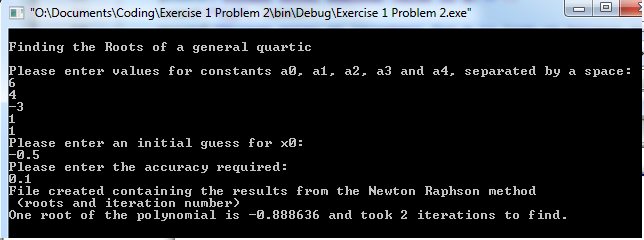 "O:\Documents\Coding\Exercise 1 Problem 2\bin\Debug\Exercise 1 Problem 2.exe"
Finding the Roots of a general quartic
Please enter values for constants a0, a1, a2, a3 and a4, separated by a space:
6
4
-3
1
1
Please enter an initial guess for x0:
-0.5
Please enter the accuracy required:
0.1
File created containing the results from the Newton Raphson method
(roots and iteration number)
One root of the polynomial is -0.888636 and took 2 iterations to find.